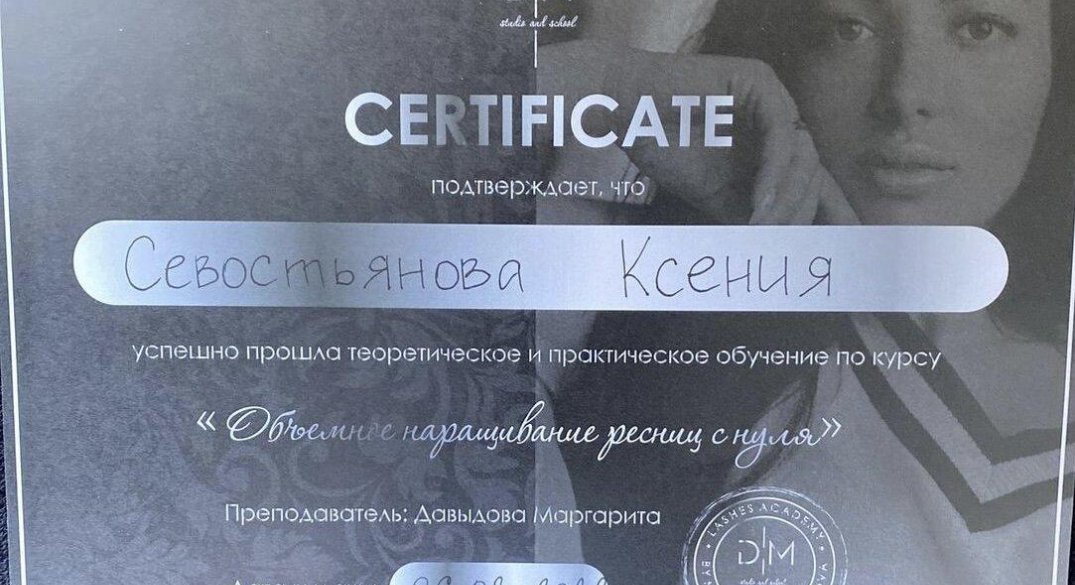 studio and school
CERTIFICATE
подтверждает, что
Севостьянова Ксения
успешно прошла теоретическое и практическое обучение по курсу
«Объемное наращивание ресниц с нуля»
Преподаватель: Давыдова Маргарита
LASHES ACADEMY
D|M